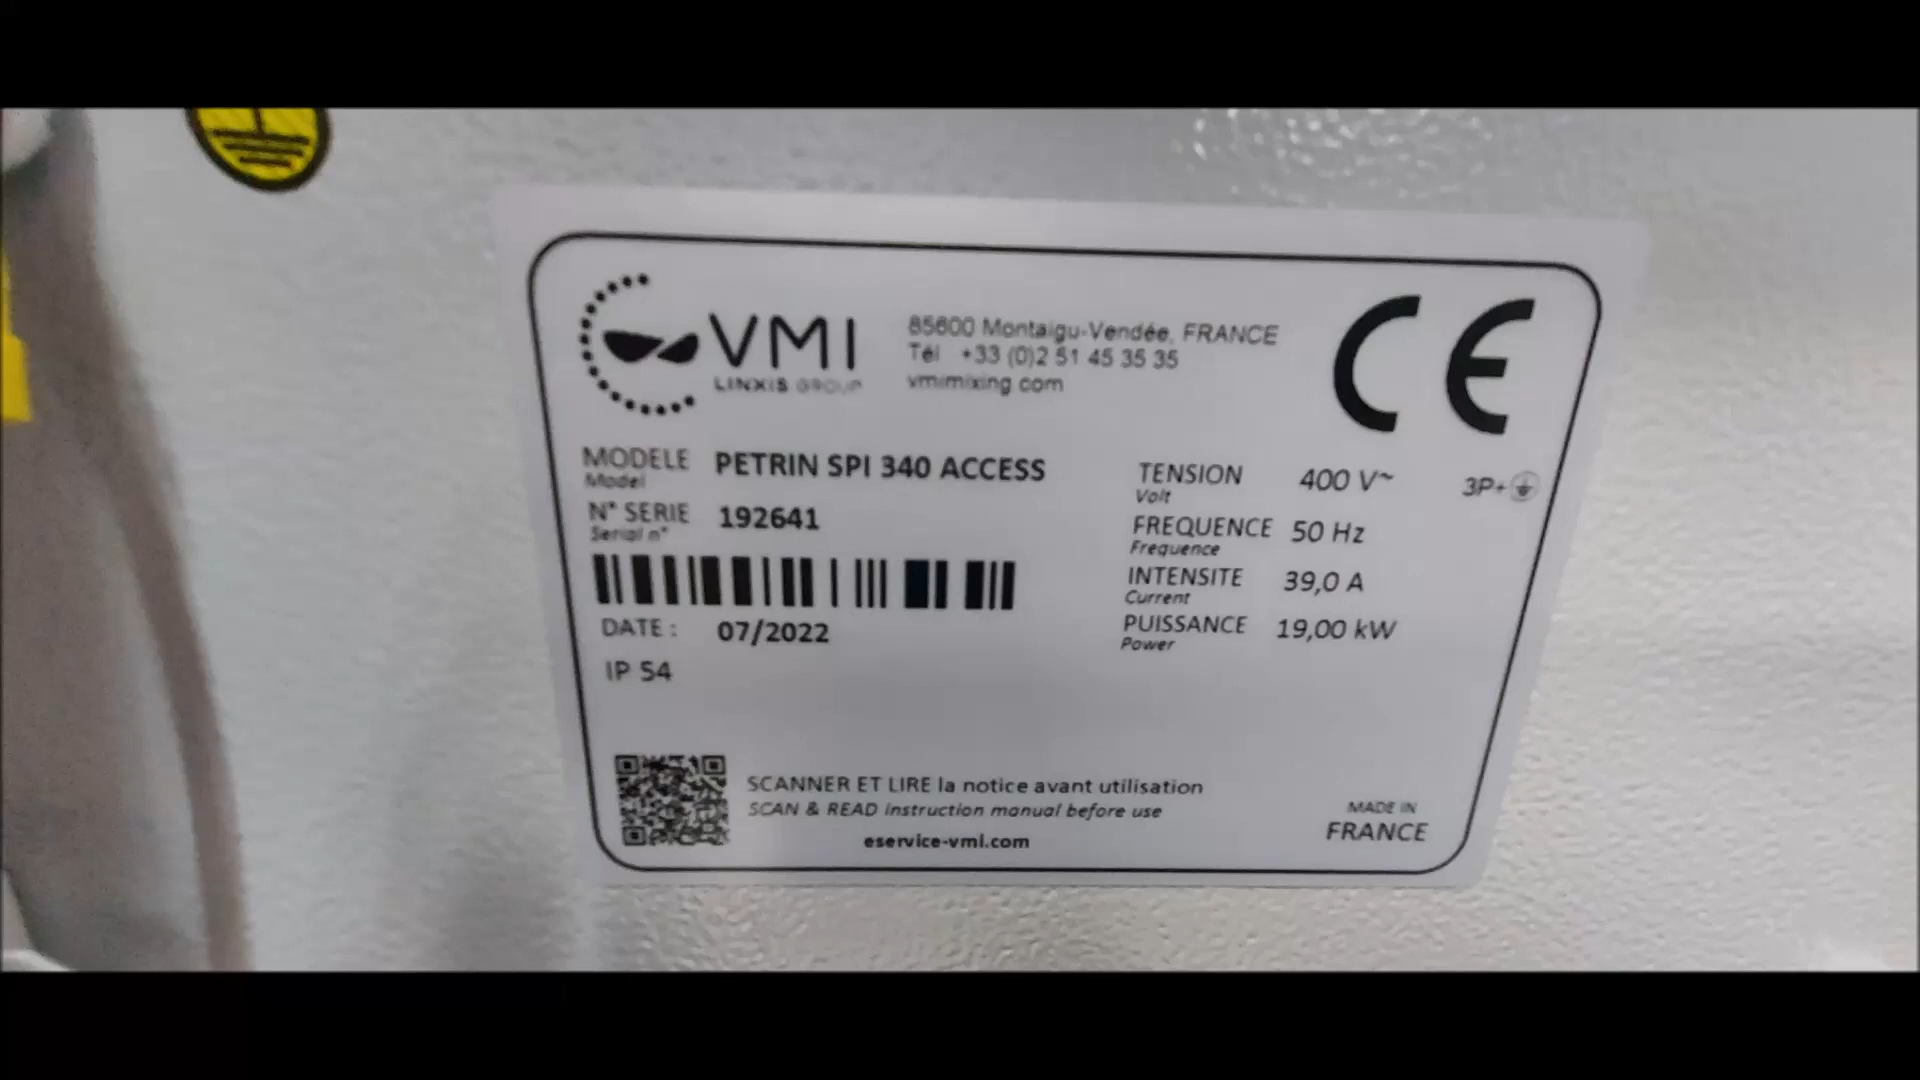 VMI
LINXIS GROUP
85600 Montaigu-Vendée, FRANCE
Tél +33 (0)2 51 45 35 35
vmimixing.com
CE
MODELE PETRIN SPI 340 ACCESS
Model
N° SERIE 192641
Serial n°
DATE : 07/2022
IP 54
TENSION 400 V~ 3P+
Volt
FREQUENCE 50 Hz
Frequence
INTENSITE 39,0 A
Current
PUISSANCE 19,00 kW
Power
SCANNER ET LIRE la notice avant utilisation
SCAN & READ instruction manual before use
eservice-vmi.com
MADE IN
FRANCE